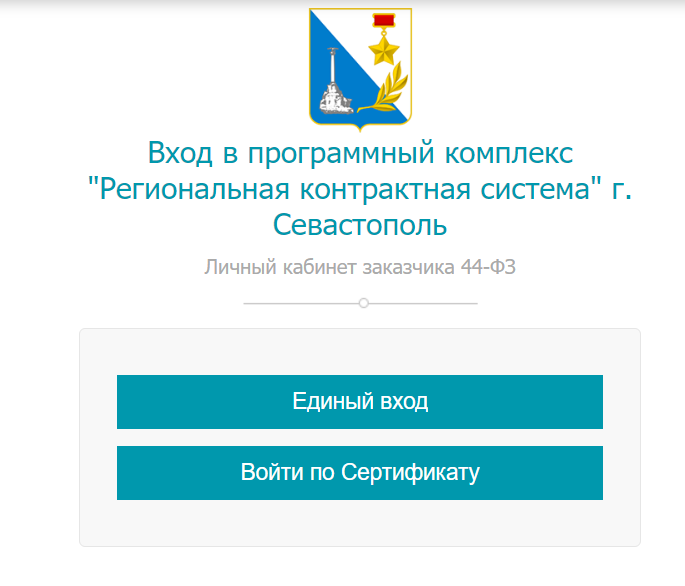 Вход в программный комплекс
"Региональная контрактная система" г.
Севастополь
Личный кабинет заказчика 44-ФЗ
Единый вход
Войти по Сертификату